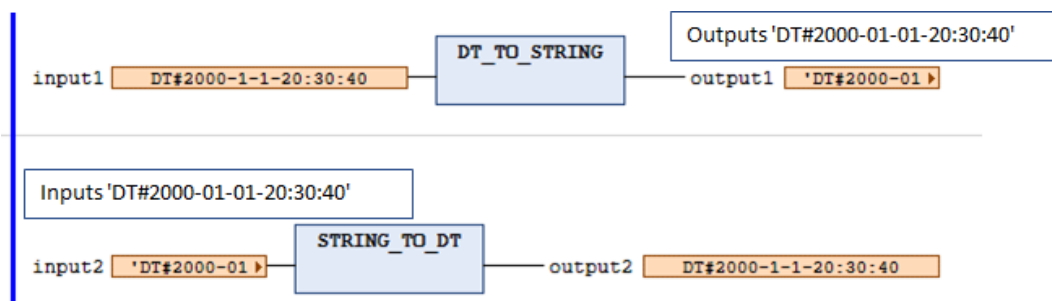 Outputs 'DT#2000-01-01-20:30:40'
DT_TO_STRING
input1 DT#2000-1-1-20:30:40 output1 'DT#2000-01
Inputs 'DT#2000-01-01-20:30:40'
STRING_TO_DT
input2 'DT#2000-01 output2 DT#2000-1-1-20:30:40